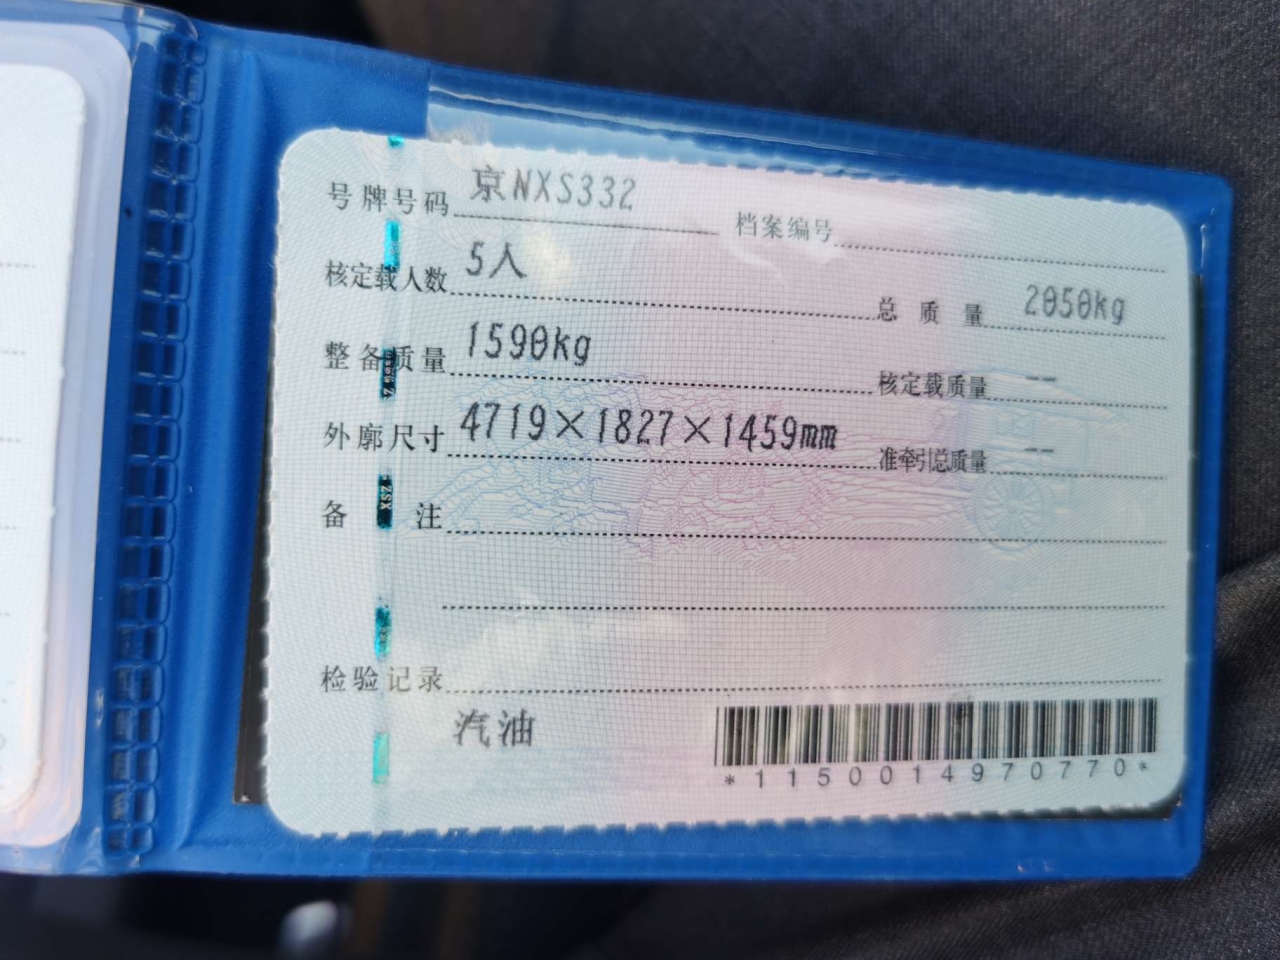 号牌号码 京NXS332 档案编号
核定载人数 5人 总质量 2050kg
整备质量 1590kg 核定载质量 --
外廓尺寸 4719×1827×1459mm 准牵引总质量 --
备注
检验记录
汽油
*1150014970770*